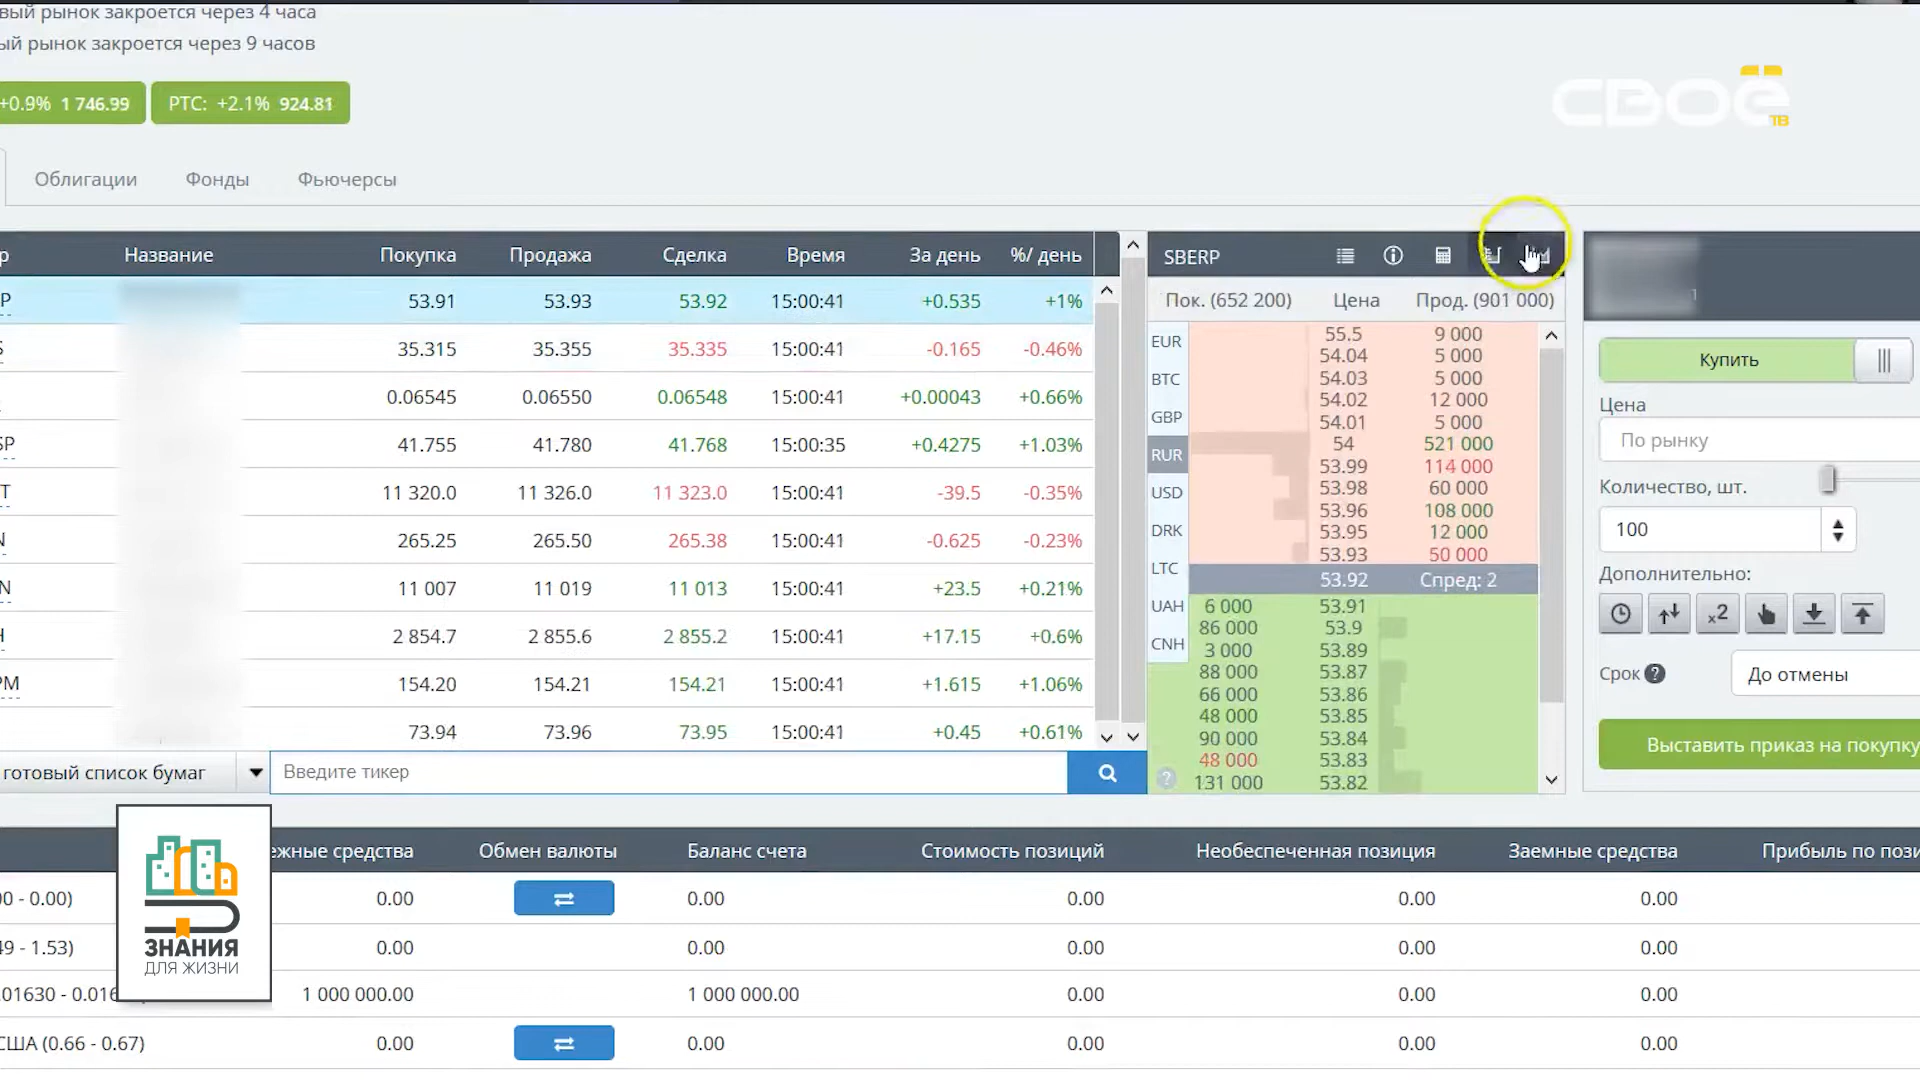 вый рынок закроется через 4 часа
ый рынок закроется через 9 часов
СВОЁ
ТВ
+0.9% 1 746.99
РТС: +2.1% 924.81
Облигации Фонды Фьючерсы
р Название Покупка Продажа Сделка Время За день %/ день
P 53.91 53.93 53.92 15:00:41 +0.535 +1%
S 35.315 35.355 35.335 15:00:41 -0.165 -0.46%
0.06545 0.06550 0.06548 15:00:41 +0.00043 +0.66%
SP 41.755 41.780 41.768 15:00:35 +0.4275 +1.03%
T 11 320.0 11 326.0 11 323.0 15:00:41 -39.5 -0.35%
N 265.25 265.50 265.38 15:00:41 -0.625 -0.23%
N 11 007 11 019 11 013 15:00:41 +23.5 +0.21%
H 2 854.7 2 855.6 2 855.2 15:00:41 +17.15 +0.6%
PM 154.20 154.21 154.21 15:00:41 +1.615 +1.06%
73.94 73.96 73.95 15:00:41 +0.45 +0.61%
готовый список бумаг Введите тикер
SBERP
Пок. (652 200) Цена Прод. (901 000)
EUR
BTC
GBP
RUR
USD
DRK
LTC
UAH
CNH
55.5 9 000
54.04 5 000
54.03 5 000
54.02 12 000
54.01 5 000
54 521 000
53.99 114 000
53.98 60 000
53.96 108 000
53.95 12 000
53.93 50 000
53.92 Спред: 2
6 000 53.91
86 000 53.9
3 000 53.89
88 000 53.87
66 000 53.86
48 000 53.85
90 000 53.84
48 000 53.83
131 000 53.82
Купить
Цена
По рынку
Количество, шт.
100
Дополнительно:
x2
Срок ?
До отмены
Выставить приказ на покупку
ежные средства Обмен валюты Баланс счета Стоимость позиций Необеспеченная позиция Заемные средства Прибыль по пози
00 - 0.00) 0.00 0.00 0.00 0.00 0.00
49 - 1.53) 0.00 0.00 0.00 0.00 0.00
.01630 - 0.016 1 000 000.00 1 000 000.00 0.00 0.00 0.00
США (0.66 - 0.67) 0.00 0.00 0.00 0.00 0.00
ЗНАНИЯ
ДЛЯ ЖИЗНИ